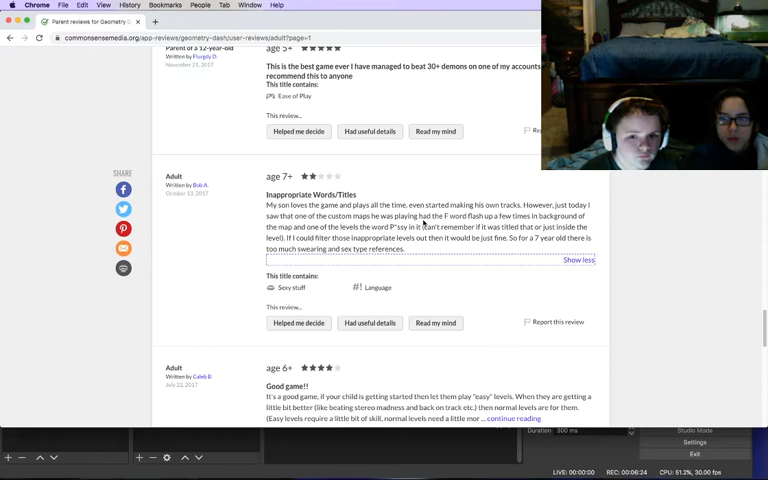 Chrome File Edit View History Bookmarks People Tab Window Help
Parent reviews for Geometry D
commonsensemedia.org/app-reviews/geometry-dash/user-reviews/adult?page=1
Parent of a 12-year-old
age 5+
Written by Flurgdy D.
November 21, 2017
This is the best game ever I have managed to beat 30+ demons on one of my accounts
recommend this to anyone
This title contains:
Ease of Play
This review...
Helped me decide Had useful details Read my mind
SHARE
Adult
age 7+
Written by Bob A.
October 13, 2017
Inappropriate Words/Titles
My son loves the game and plays all the time, even started making his own tracks. However, just today I
saw that one of the custom maps he was playing had the F word flash up a few times in background of
the map and one of the levels the word P*ssy in it (can't remember if it was titled that or just inside the
level). If I could filter those inappropriate levels out then it would be just fine. So for a 7 year old there is
too much swearing and sex type references.
Show less
This title contains:
Sexy stuff #! Language
This review...
Helped me decide Had useful details Read my mind
Report this review
Adult
age 6+
Written by Caleb B.
July 22, 2017
Good game!!
It's a good game, if your child is getting started then let them play "easy" levels. When they are getting a
little bit better (like beating stereo madness and back on track etc.) then normal levels are for them.
(Easy levels require a little bit of skill, normal levels need a little mor ... continue reading
Duration: 300 ms
Studio Mode
Settings
Exit
LIVE: 00:00:00 REC: 00:06:24 CPU: 51.2%, 30.00 fps